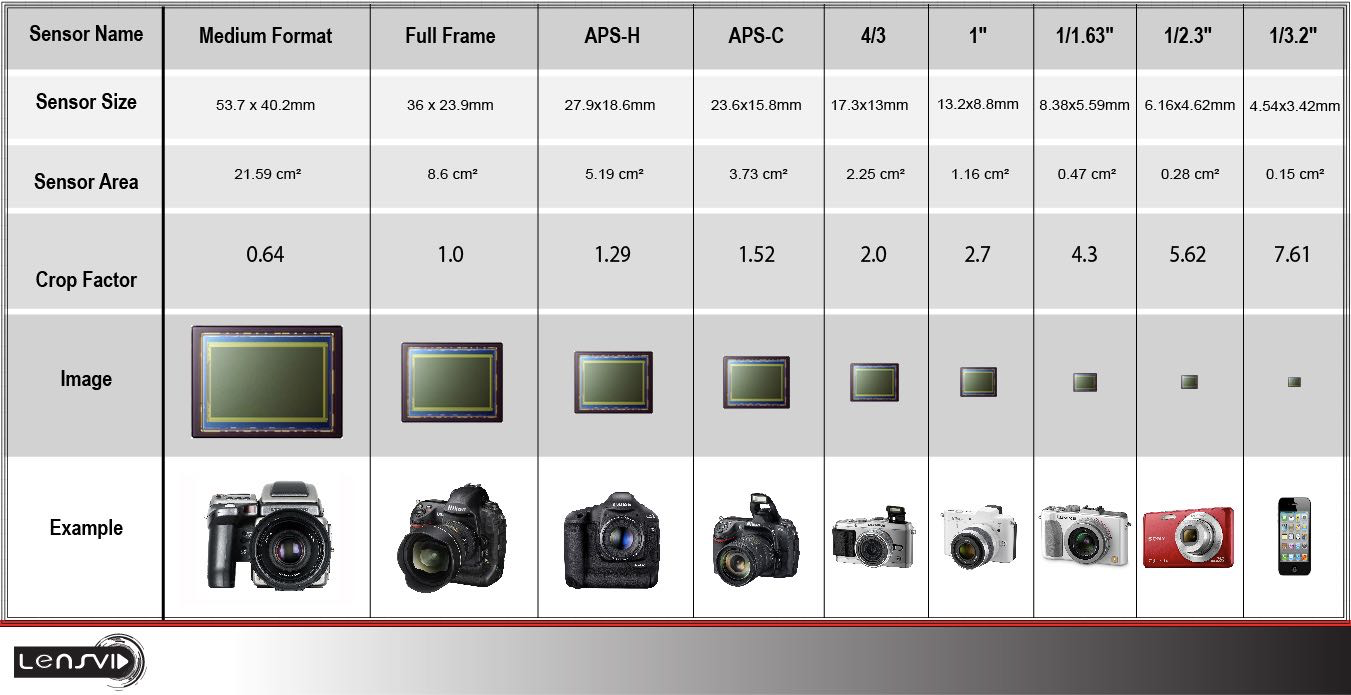 Sensor Name Medium Format Full Frame APS-H APS-C 4/3 1" 1/1.63" 1/2.3" 1/3.2"
Sensor Size 53.7 x 40.2mm 36 x 23.9mm 27.9x18.6mm 23.6x15.8mm 17.3x13mm 13.2x8.8mm 8.38x5.59mm 6.16x4.62mm 4.54x3.42mm
Sensor Area 21.59 cm² 8.6 cm² 5.19 cm² 3.73 cm² 2.25 cm² 1.16 cm² 0.47 cm² 0.28 cm² 0.15 cm²
Crop Factor 0.64 1.0 1.29 1.52 2.0 2.7 4.3 5.62 7.61
Image
Example
Nikon
LUMIX
SONY
LENSVID